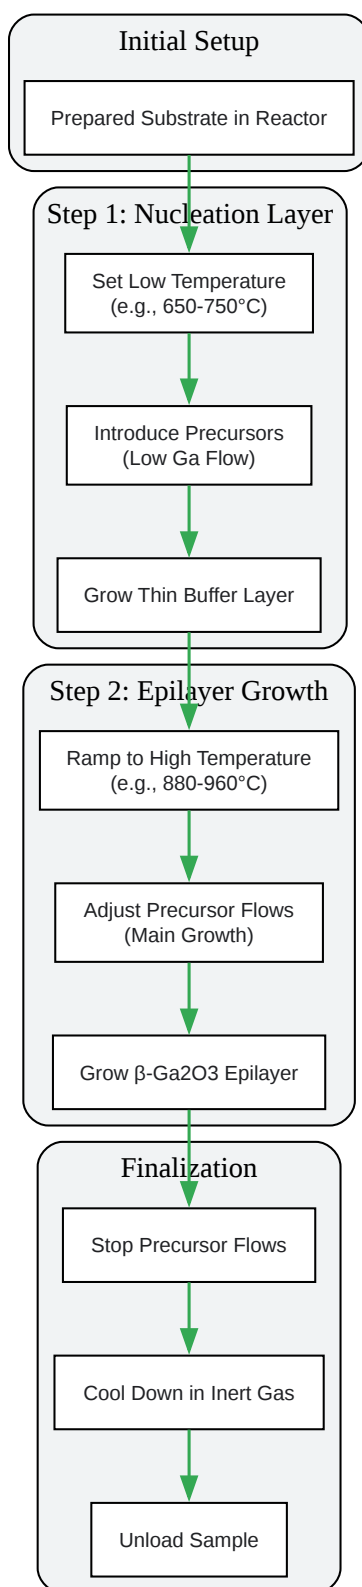 Initial Setup
Prepared Substrate in Reactor
Step 1: Nucleation Layer
Set Low Temperature
(e.g., 650-750°C)
Introduce Precursors
(Low Ga Flow)
Grow Thin Buffer Layer
Step 2: Epilayer Growth
Ramp to High Temperature
(e.g., 880-960°C)
Adjust Precursor Flows
(Main Growth)
Grow β-Ga2O3 Epilayer
Finalization
Stop Precursor Flows
Cool Down in Inert Gas
Unload Sample